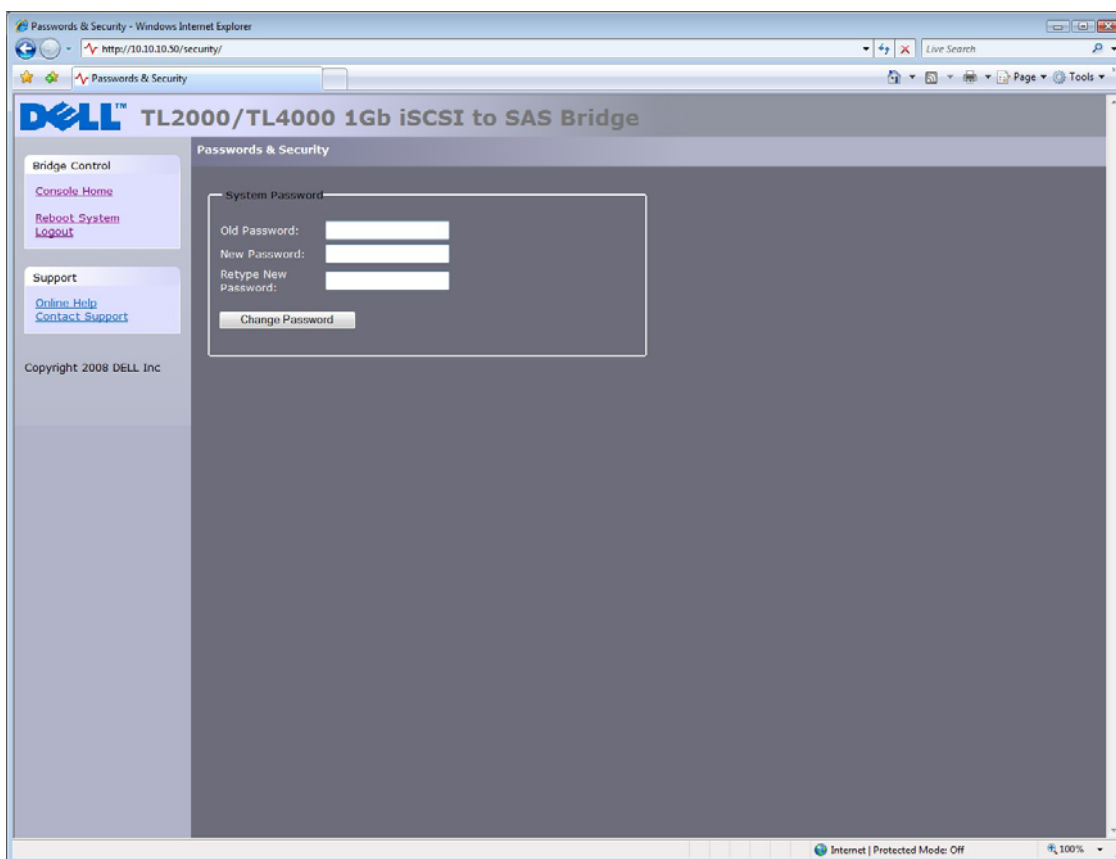 Passwords & Security - Windows Internet Explorer
http://10.10.10.50/security/
Live Search
Passwords & Security
Page
Tools
DELL™ TL2000/TL4000 1Gb iSCSI to SAS Bridge
Passwords & Security
Bridge Control
Console Home
Reboot System
Logout
Support
Online Help
Contact Support
Copyright 2008 DELL Inc
System Password
Old Password:
New Password:
Retype New
Password:
Change Password
Internet | Protected Mode: Off
100%